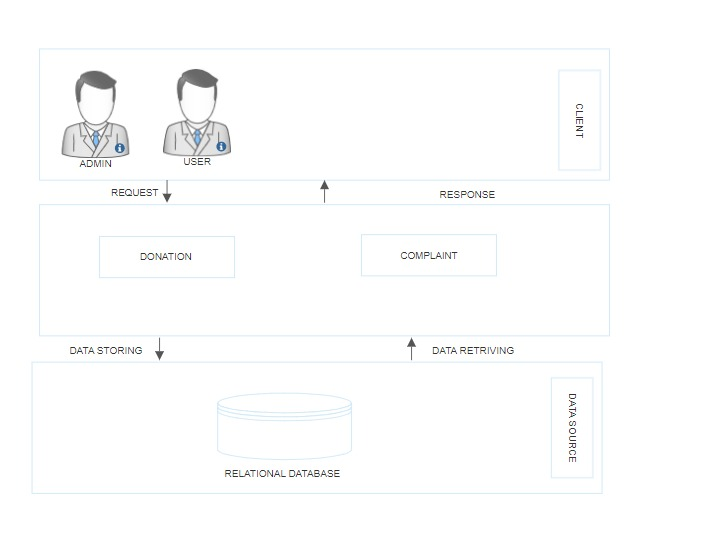 CLIENT
ADMIN
USER
REQUEST
RESPONSE
DONATION
COMPLAINT
DATA STORING
DATA RETRIVING
DATA SOURCE
RELATIONAL DATABASE